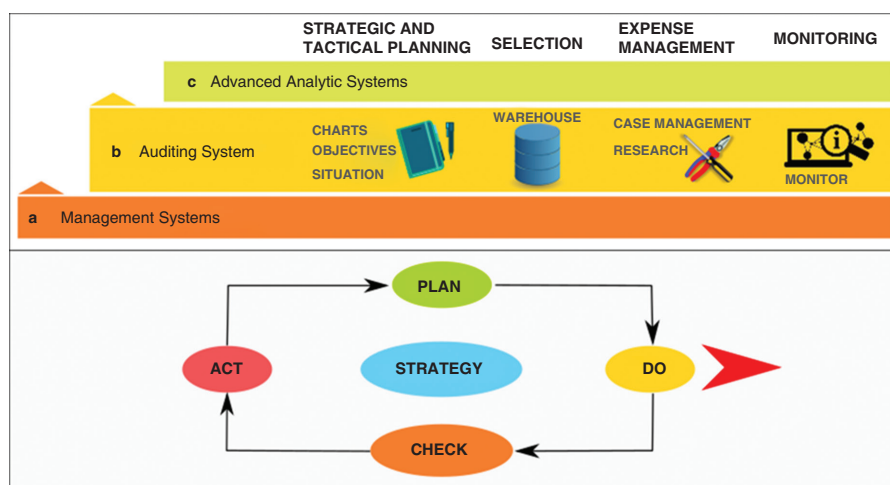 STRATEGIC AND
TACTICAL PLANNING
SELECTION
EXPENSE
MANAGEMENT
MONITORING
c Advanced Analytic Systems
b Auditing System
CHARTS
OBJECTIVES
SITUATION
WAREHOUSE
CASE MANAGEMENT
RESEARCH
i
MONITOR
a Management Systems
PLAN
ACT
STRATEGY
DO
CHECK